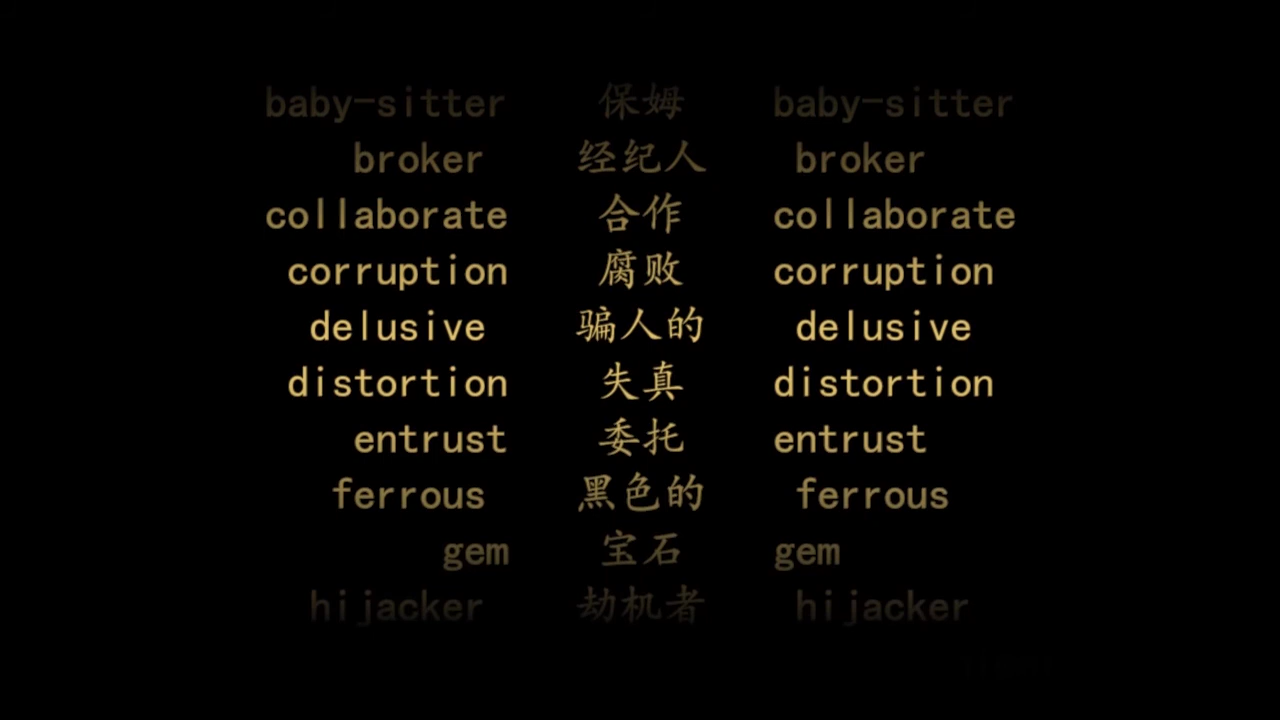 baby-sitter 保姆 baby-sitter
broker 经纪人 broker
collaborate 合作 collaborate
corruption 腐败 corruption
delusive 骗人的 delusive
distortion 失真 distortion
entrust 委托 entrust
ferrous 黑色的 ferrous
gem 宝石 gem
hijacker 劫机者 hijacker